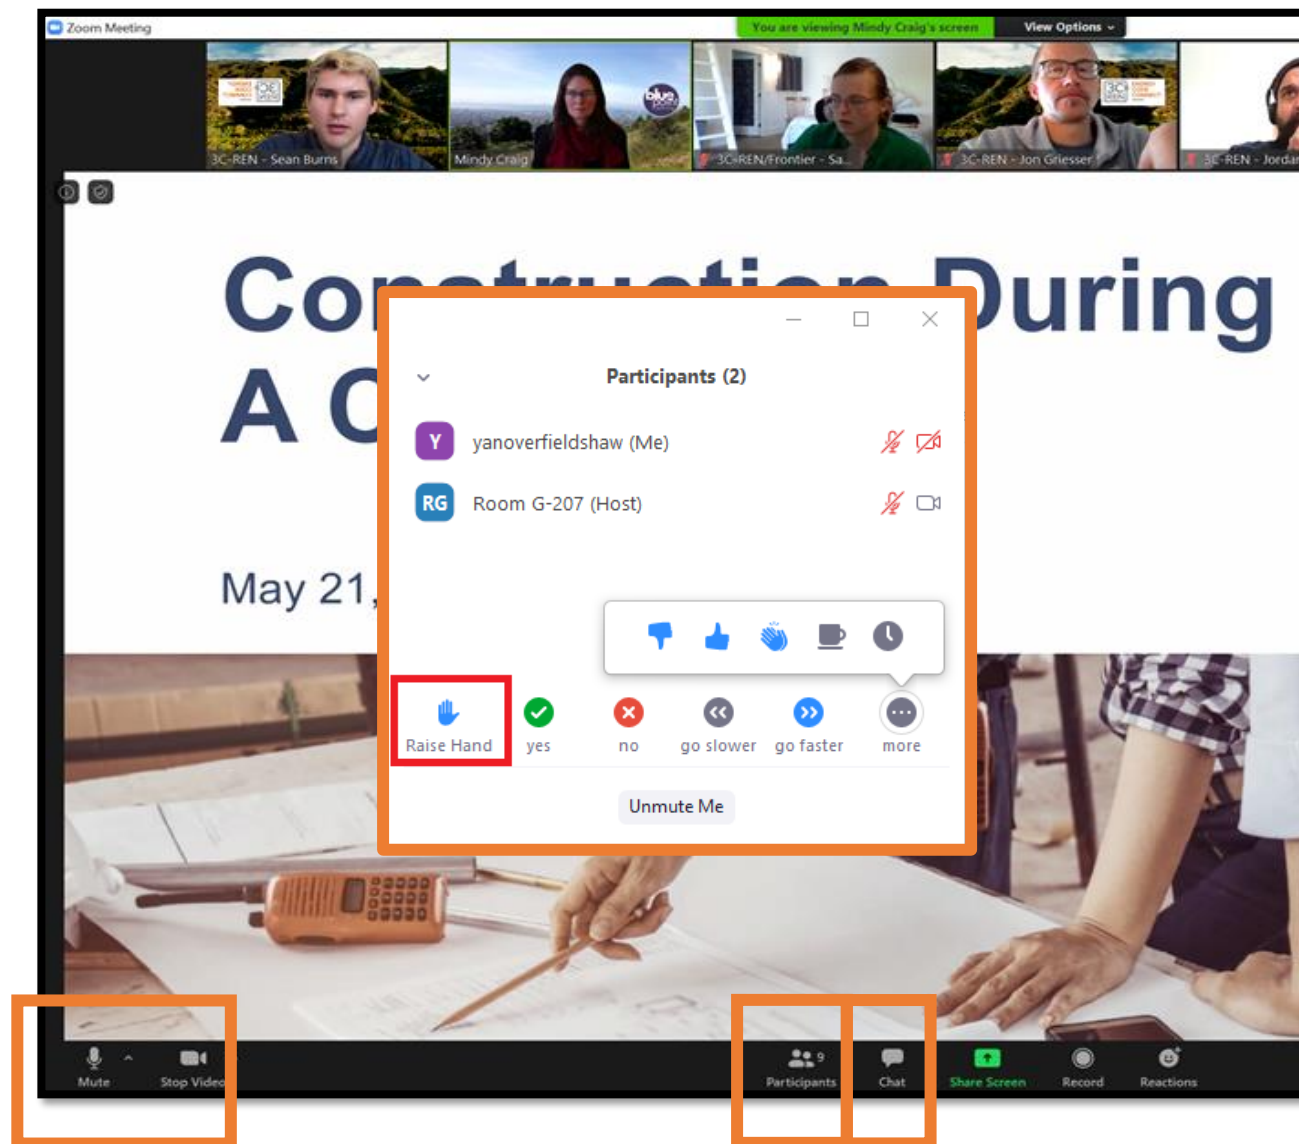 Zoom Meeting
You are viewing Mindy Craig's screen
View Options
3C-REN - Sean Burns
Mindy Craig
blue
3C-REN/Frontier - Sa...
3C-REN - Jon Griesser
3C-REN - Jordan
Construction During
A C
May 21,
Participants (2)
Y
yanoverfieldshaw (Me)
RG
Room G-207 (Host)
Raise Hand
yes
no
go slower
go faster
more
Unmute Me
Mute
Stop Video
9
Participants
Chat
Share Screen
Record
Reactions